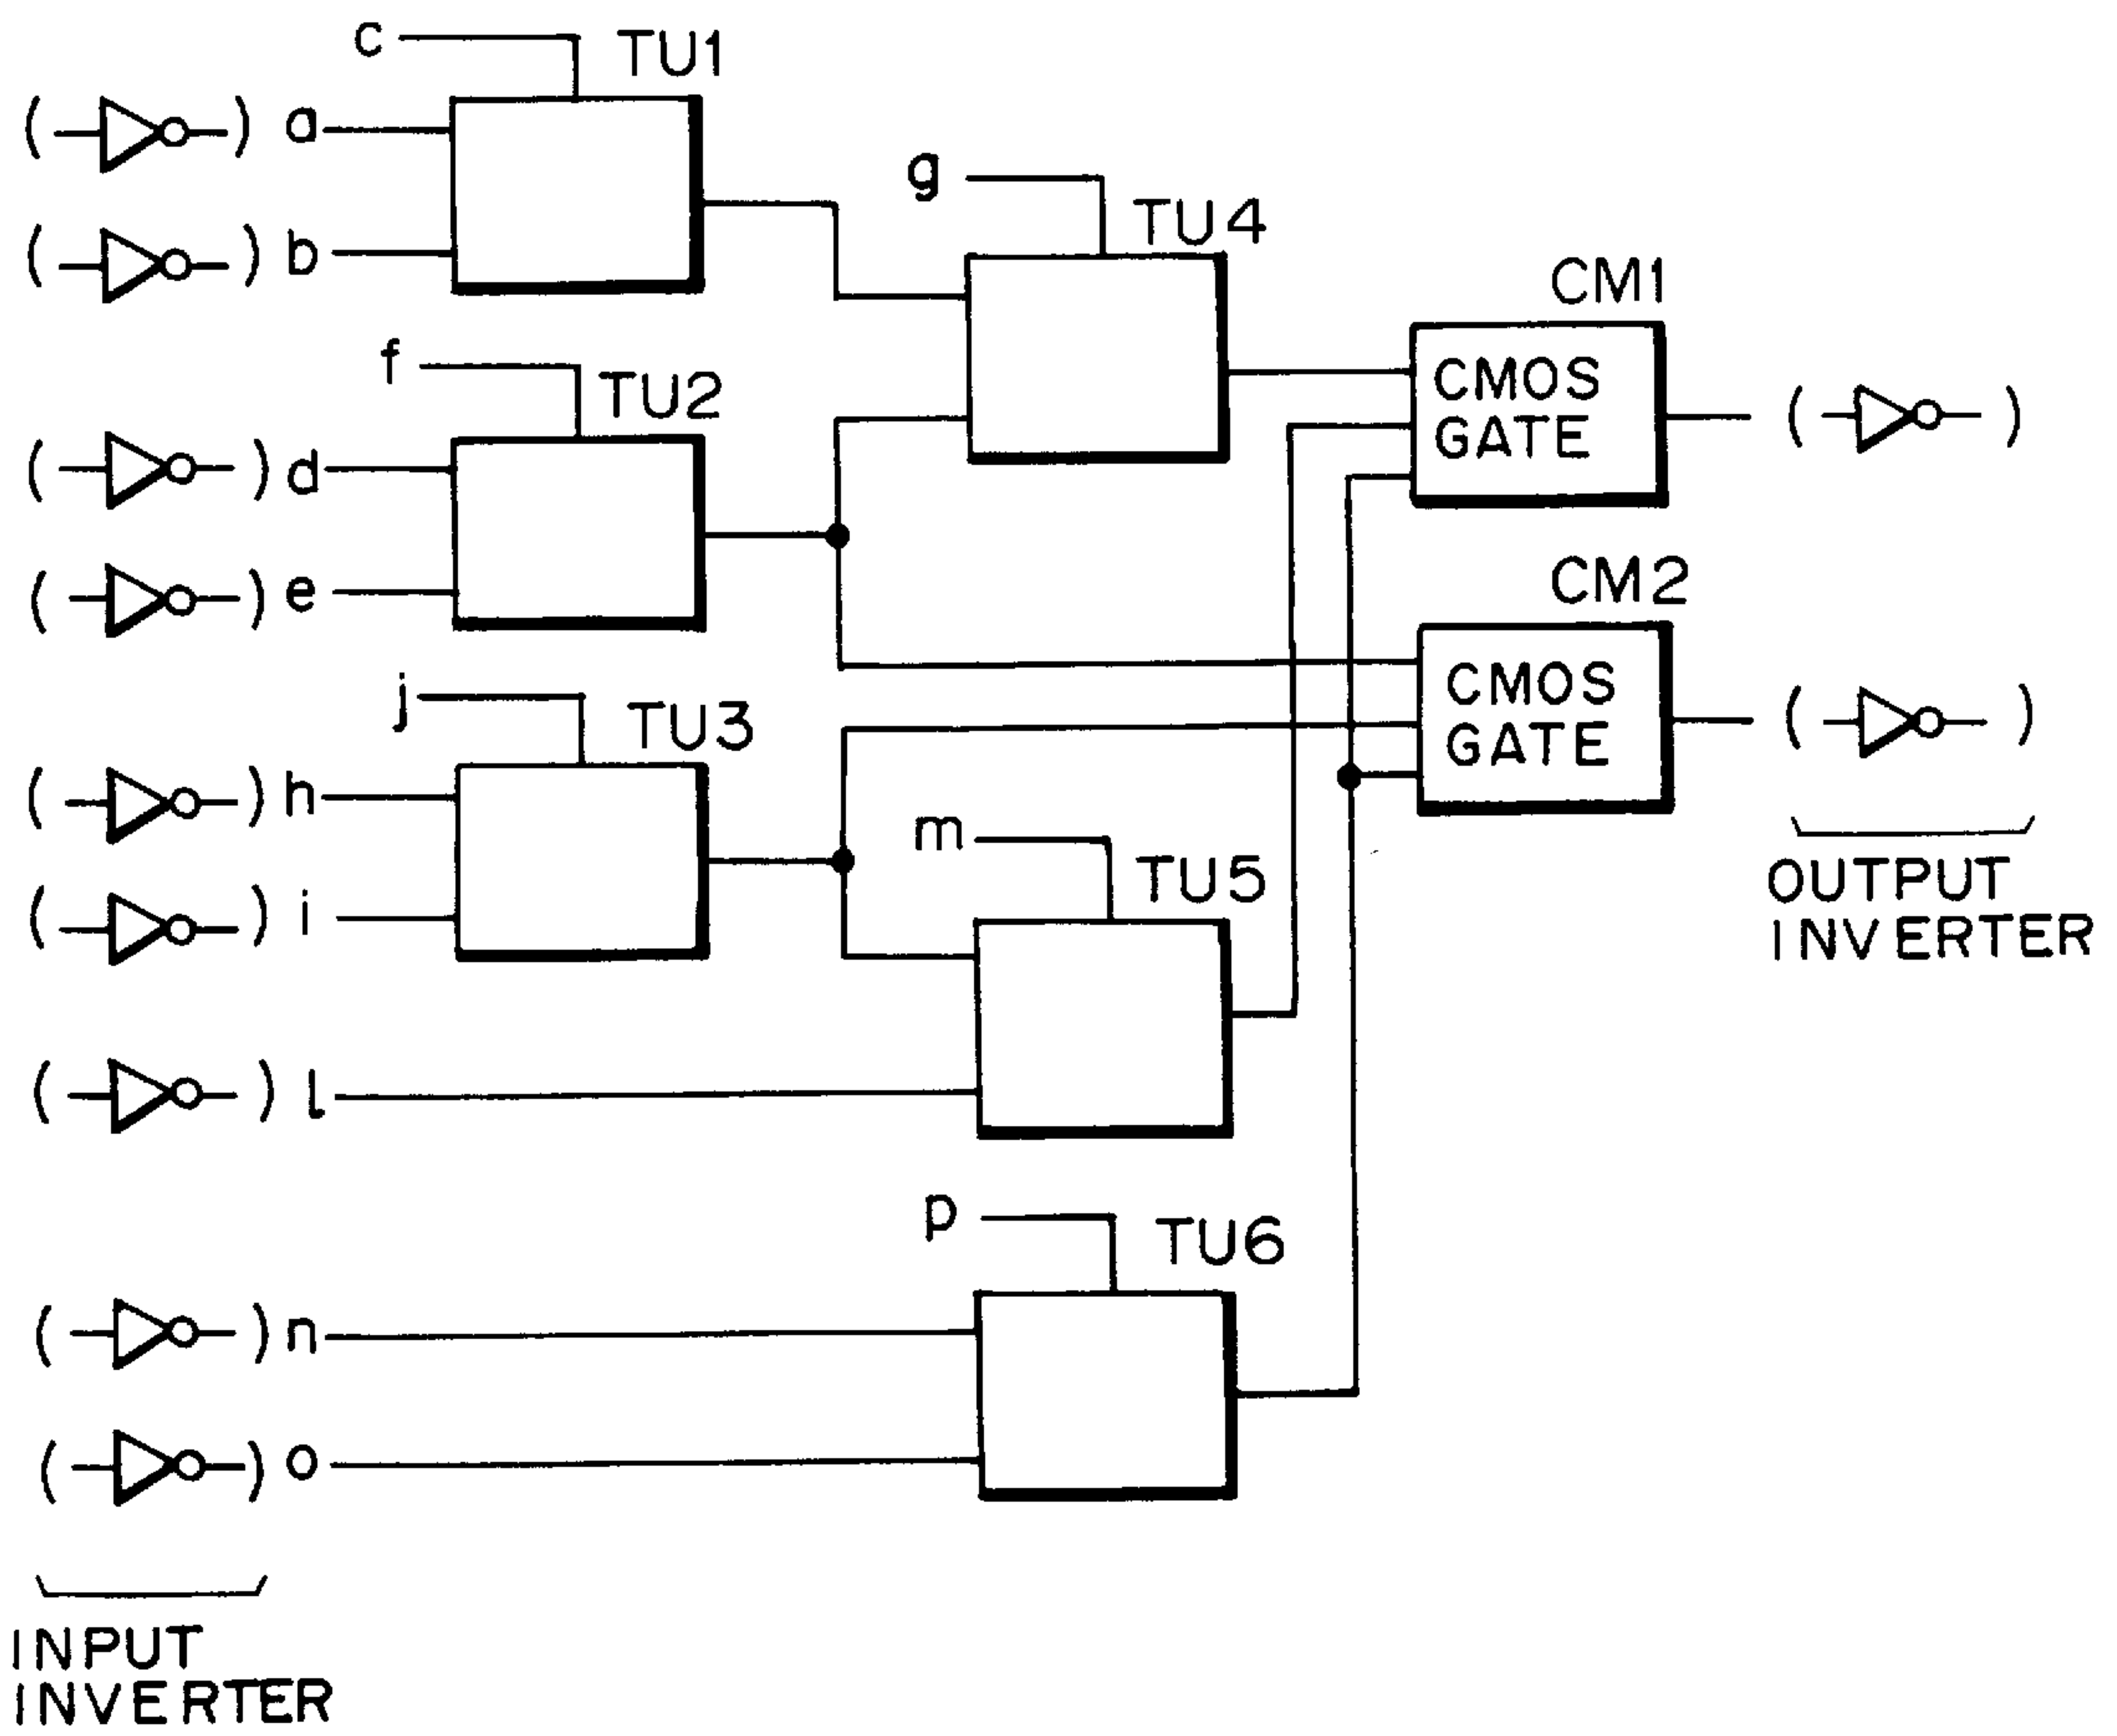 c
TU1
a
b
g
TU4
f
TU2
d
e
CM1
CMOS
GATE
CM2
CMOS
GATE
j
TU3
h
i
m
TU5
l
OUTPUT
INVERTER
p
TU6
n
o
INPUT
INVERTER